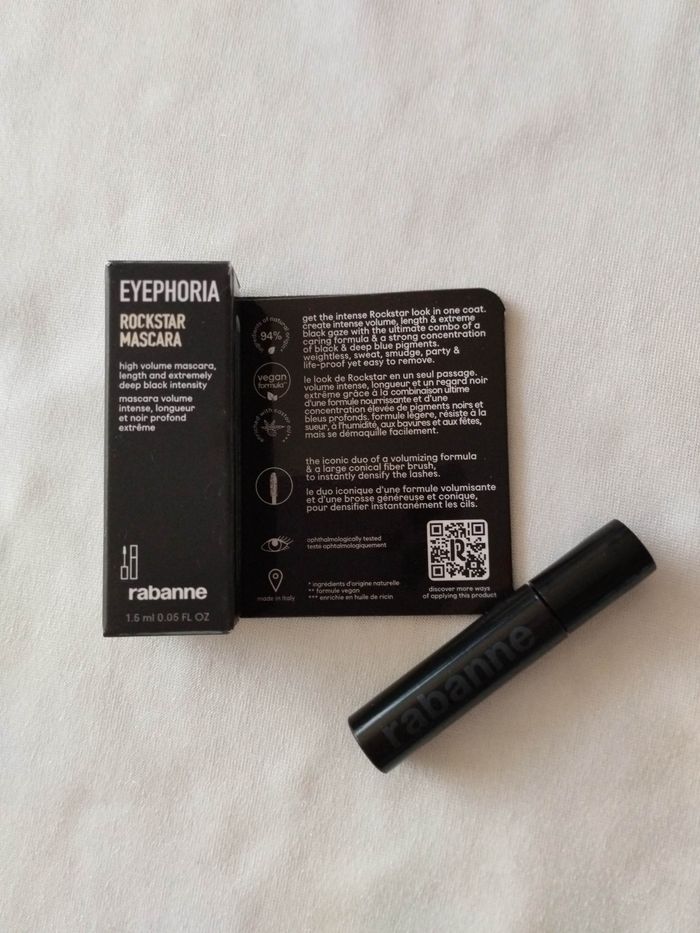 EYEPHORIA
ROCKSTAR
MASCARA
high volume mascara,
length and extremely
deep black intensity
mascara volume
intense, longueur
et noir profond
extrême
rabanne
1.5 ml 0.05 FL OZ
ingredients of natural origin*
94%
vegan
formula**
enriched with castor oil***
get the intense Rockstar look in one coat.
create intense volume, length & extreme
black gaze with the ultimate combo of a
caring formula & a strong concentration
of black & deep blue pigments.
weightless, sweat, smudge, party &
life-proof yet easy to remove.
le look de Rockstar en un seul passage.
volume intense, longueur et un regard noir
extrême grâce à la combinaison ultime
d'une formule nourrissante et d'une
concentration élevée de pigments noirs et
bleus profonds. formule légère, résiste à la
sueur, à l'humidité, aux bavures et aux fêtes,
mais se démaquille facilement.
the iconic duo of a volumizing formula
& a large conical fiber brush,
to instantly densify the lashes.
le duo iconique d'une formule volumisante
et d'une brosse généreuse et conique,
pour densifier instantanément les cils.
ophthalmologically tested
testé ophtalmologiquement
made in Italy
* ingrédients d'origine naturelle
** formule vegan
*** enrichie en huile de ricin
discover more ways
of applying this product
rabanne